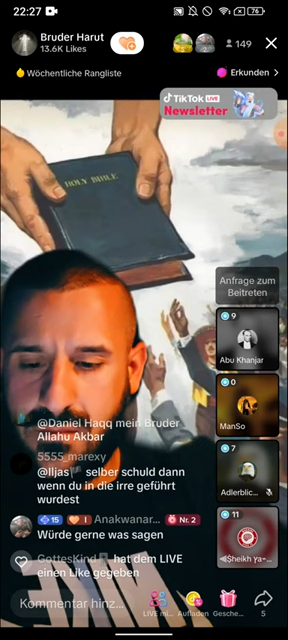 22:27
76
Bruder Harut
13.6K Likes
149
Wöchentliche Rangliste
Erkunden >
TikTok LIVE
Newsletter
HOLY BIBLE
Anfrage zum
Beitreten
9
Abu Khanjar
0
ManSo
7
Adlerblic...
11
@Daniel Haqq mein Bruder
Allahu Akbar
5555_marexy
@Iljas selber schuld dann
wenn du in die irre geführt
wurdest
15 I Anakwanar... Nr. 2
Würde gerne was sagen
GottesKind hat dem LIVE
einen Like gegeben
Kommentar hinz...
LIVE mi...
Aufladen
Gesche...
5